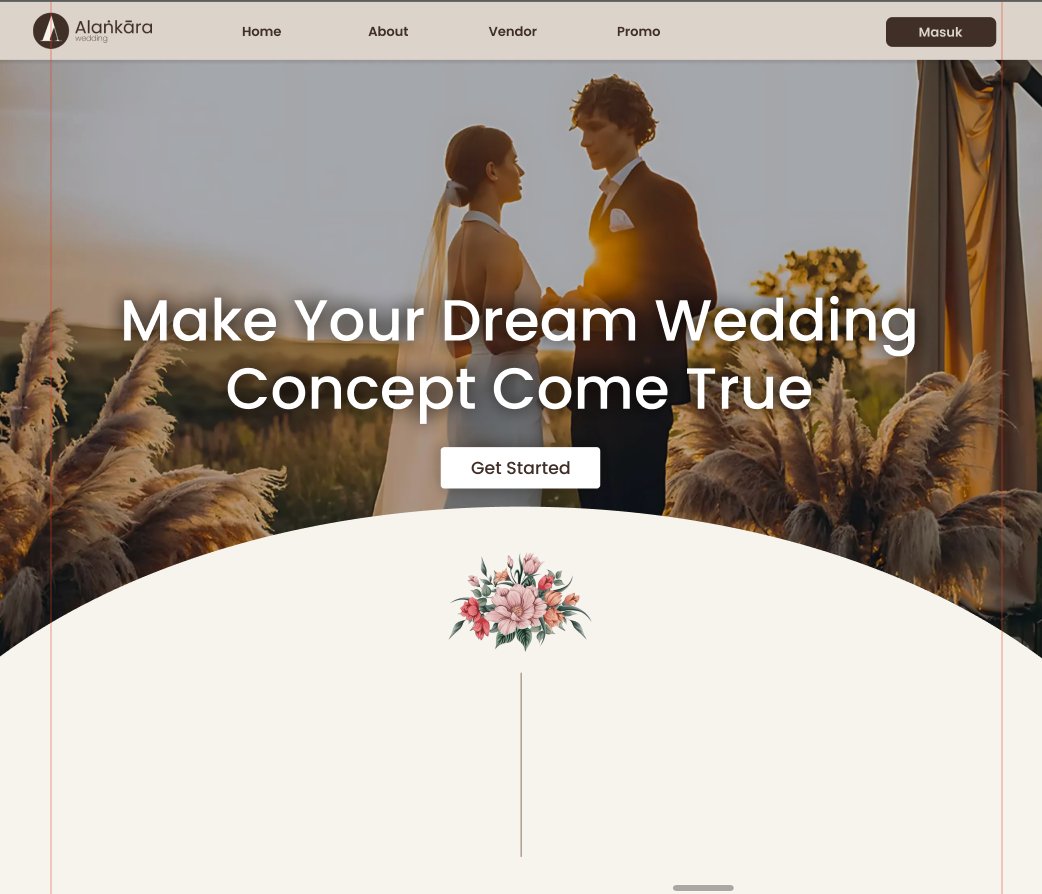 Alaṅkāra
wedding
Home About Vendor Promo Masuk
Make Your Dream Wedding
Concept Come True
Get Started